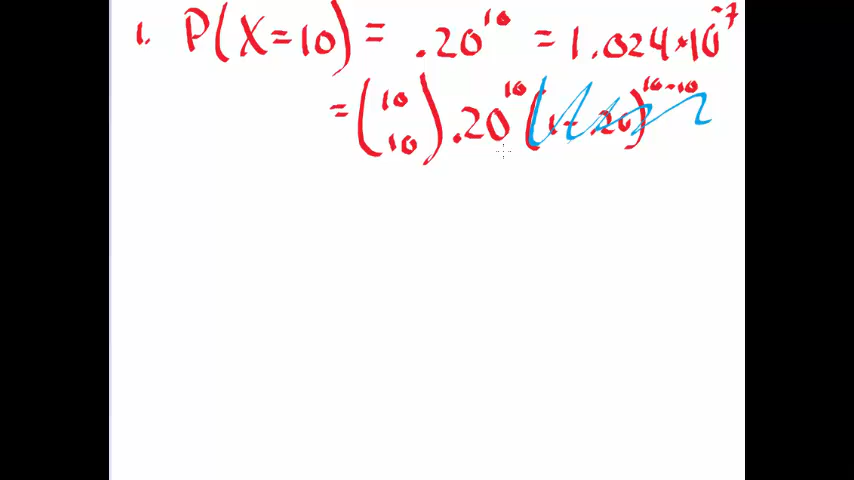 1. P(X=10) = .20^10 = 1.024*10^-7
= (10 10) .20^10 (1-.20)^10-10